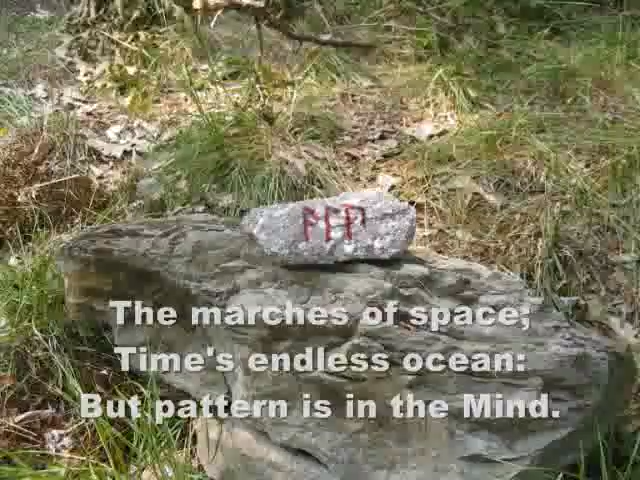 The marches of space;
Time's endless ocean:
But pattern is in the Mind.